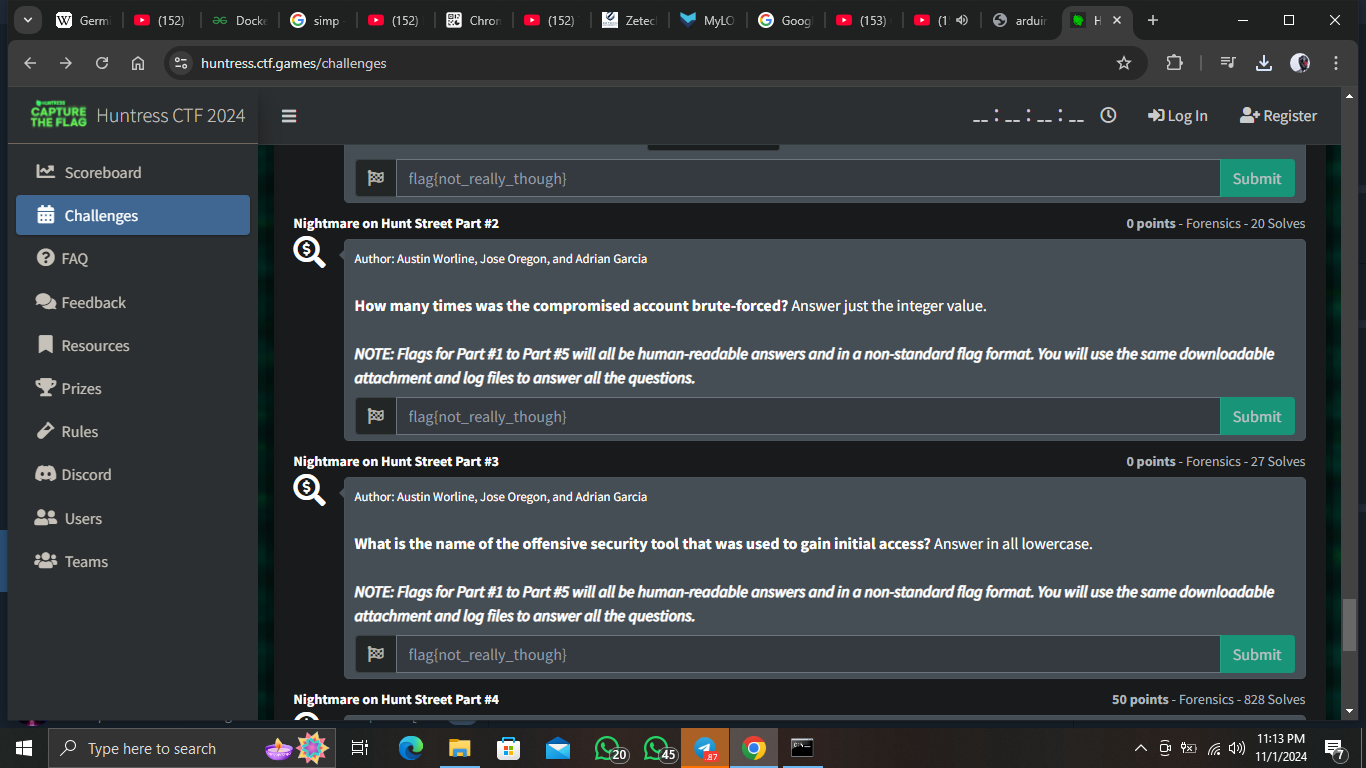 Germi
(152)
Docke
simp
(152)
Chron
(152)
Zetec
MyLO
Goog
(153)
(1
arduin
H
huntress.ctf.games/challenges
HUNTRESS
CAPTURE
THE FLAG
Huntress CTF 2024
__ : __ : __ : __
Log In
Register
Scoreboard
Challenges
FAQ
Feedback
Resources
Prizes
Rules
Discord
Users
Teams
flag{not_really_though}
Submit
Nightmare on Hunt Street Part #2
0 points - Forensics - 20 Solves
Author: Austin Worline, Jose Oregon, and Adrian Garcia
How many times was the compromised account brute-forced? Answer just the integer value.
NOTE: Flags for Part #1 to Part #5 will all be human-readable answers and in a non-standard flag format. You will use the same downloadable
attachment and log files to answer all the questions.
flag{not_really_though}
Submit
Nightmare on Hunt Street Part #3
0 points - Forensics - 27 Solves
Author: Austin Worline, Jose Oregon, and Adrian Garcia
What is the name of the offensive security tool that was used to gain initial access? Answer in all lowercase.
NOTE: Flags for Part #1 to Part #5 will all be human-readable answers and in a non-standard flag format. You will use the same downloadable
attachment and log files to answer all the questions.
flag{not_really_though}
Submit
Nightmare on Hunt Street Part #4
50 points - Forensics - 828 Solves
Type here to search
20
45
87
11:13 PM
11/1/2024
7